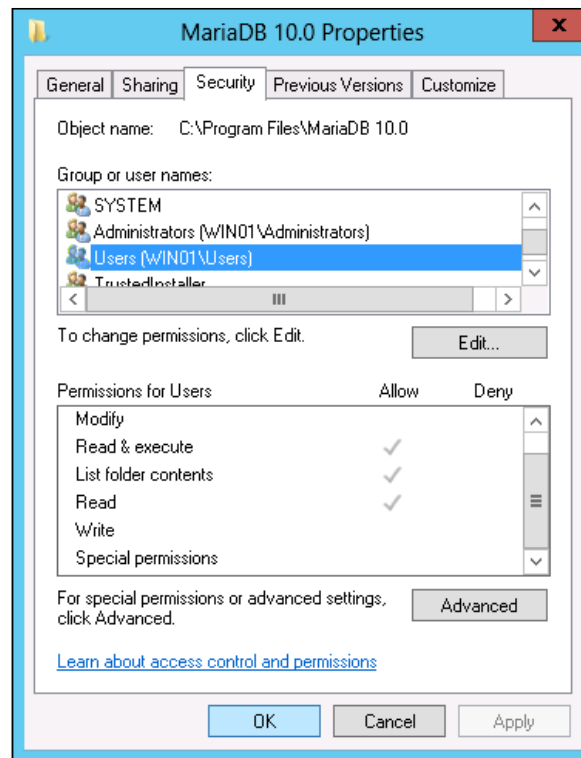 MariaDB 10.0 Properties
x
General Sharing Security Previous Versions Customize
Object name: C:\Program Files\MariaDB 10.0
Group or user names:
SYSTEM
Administrators (WIN01\Administrators)
Users (WIN01\Users)
TrustedInstaller
To change permissions, click Edit.
Edit...
Permissions for Users Allow Deny
Modify
Read & execute
List folder contents
Read
Write
Special permissions
For special permissions or advanced settings,
click Advanced.
Advanced
Learn about access control and permissions
OK Cancel Apply